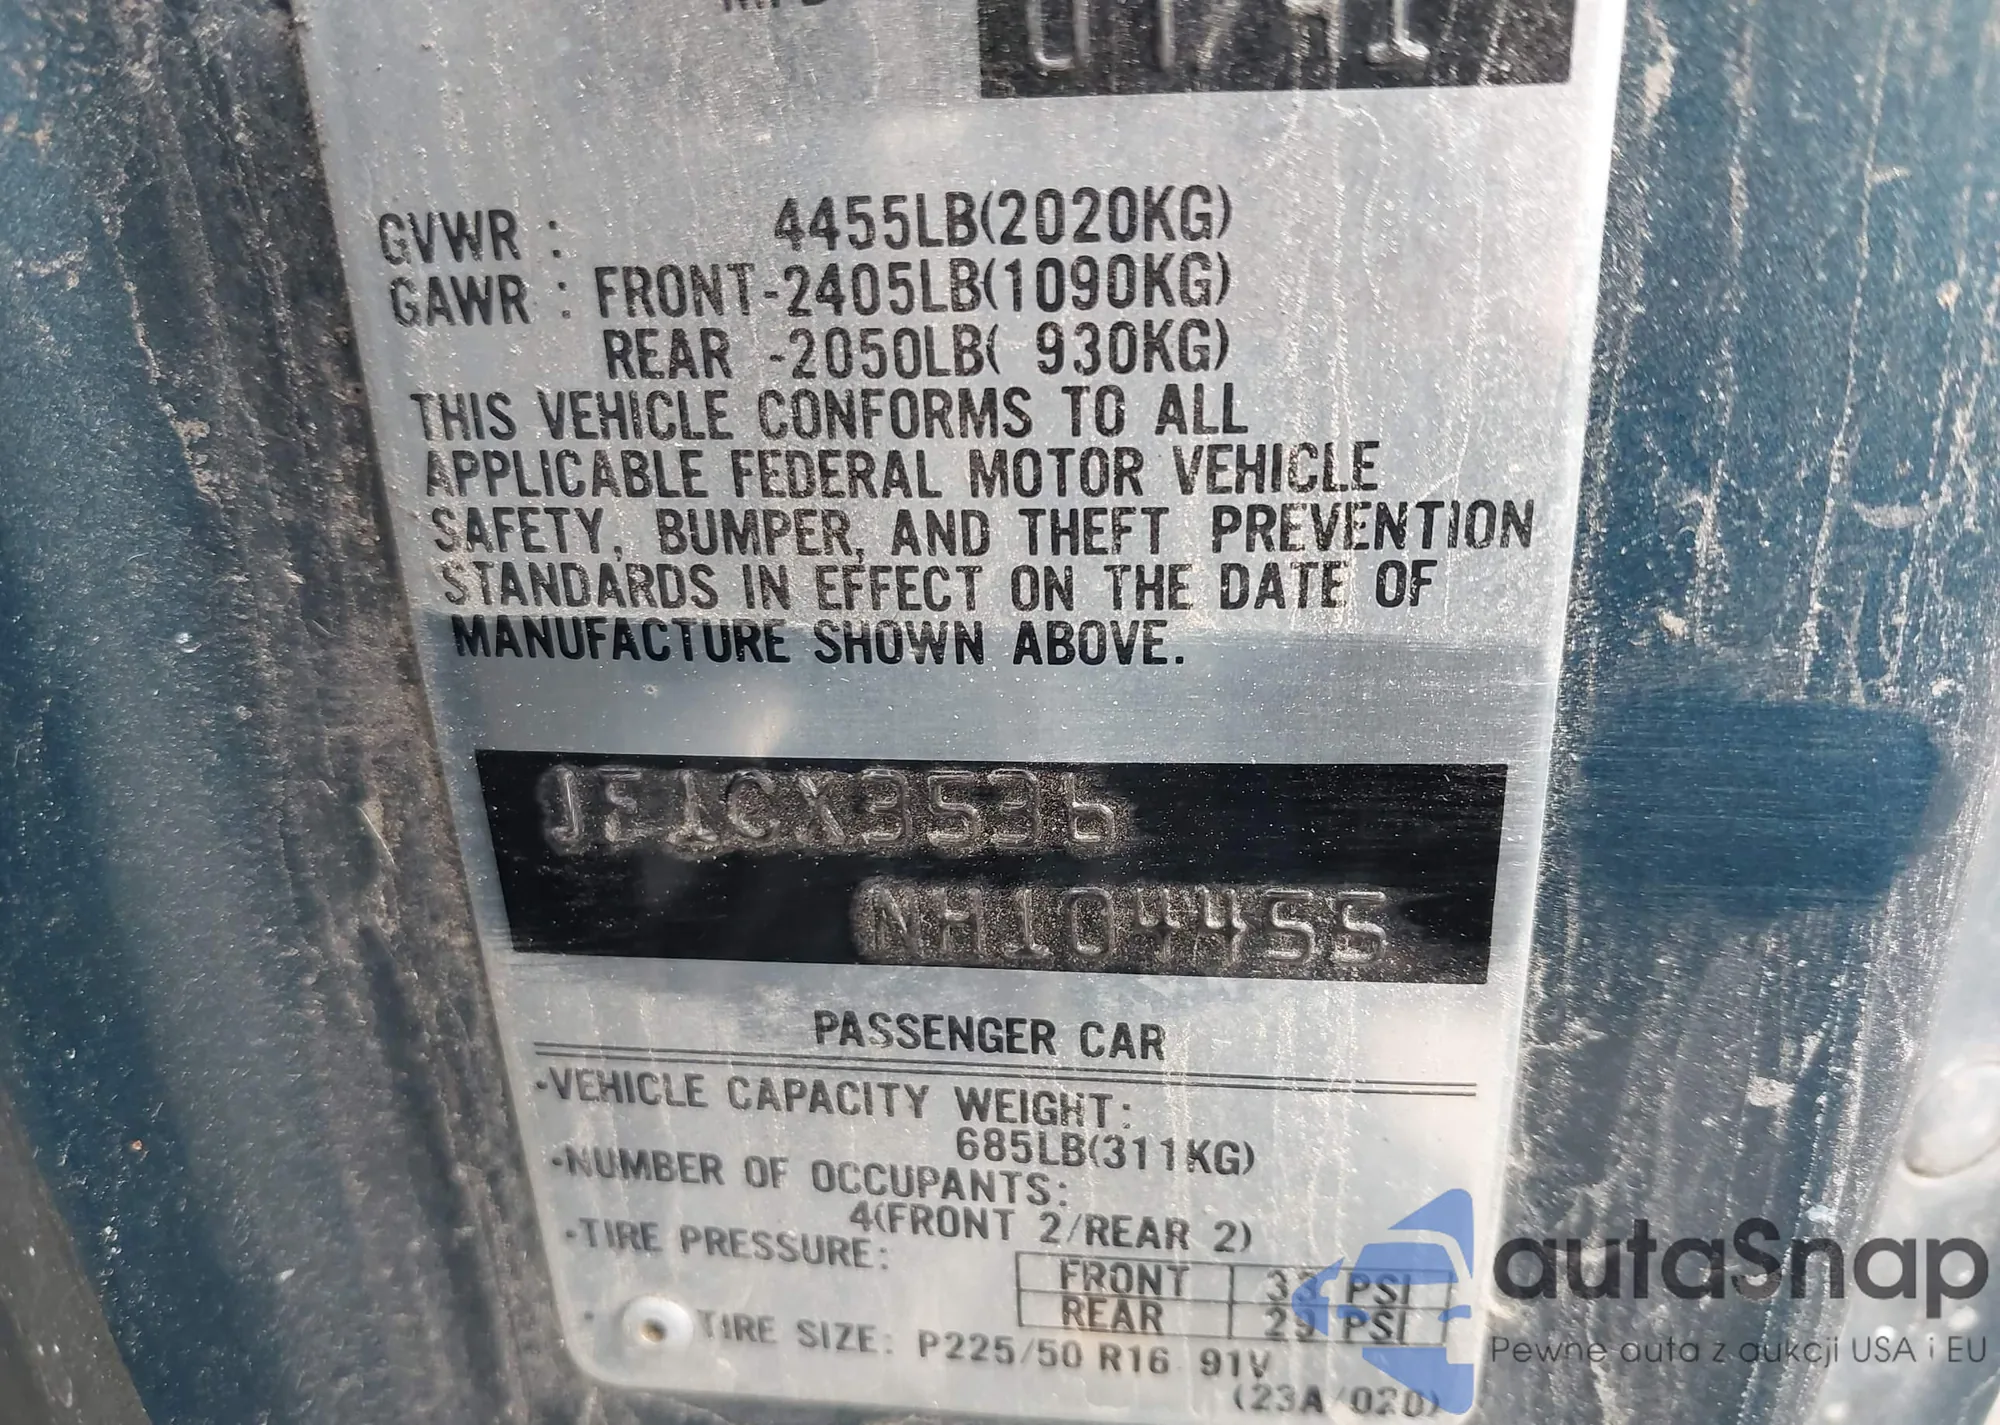 GVWR : 4455LB(2020KG)
GAWR : FRONT-2405LB(1090KG)
REAR -2050LB( 930KG)
THIS VEHICLE CONFORMS TO ALL
APPLICABLE FEDERAL MOTOR VEHICLE
SAFETY, BUMPER, AND THEFT PREVENTION
STANDARDS IN EFFECT ON THE DATE OF
MANUFACTURE SHOWN ABOVE.
JF1CX3536
NH104455
PASSENGER CAR
·VEHICLE CAPACITY WEIGHT:
685LB(311KG)
·NUMBER OF OCCUPANTS:
4(FRONT 2/REAR 2)
·TIRE PRESSURE:
FRONT PSI
REAR 29 PSI
TIRE SIZE: P225/50 R16 91V
(23A/020)
autaSnap
Pewne auta z aukcji USA i EU